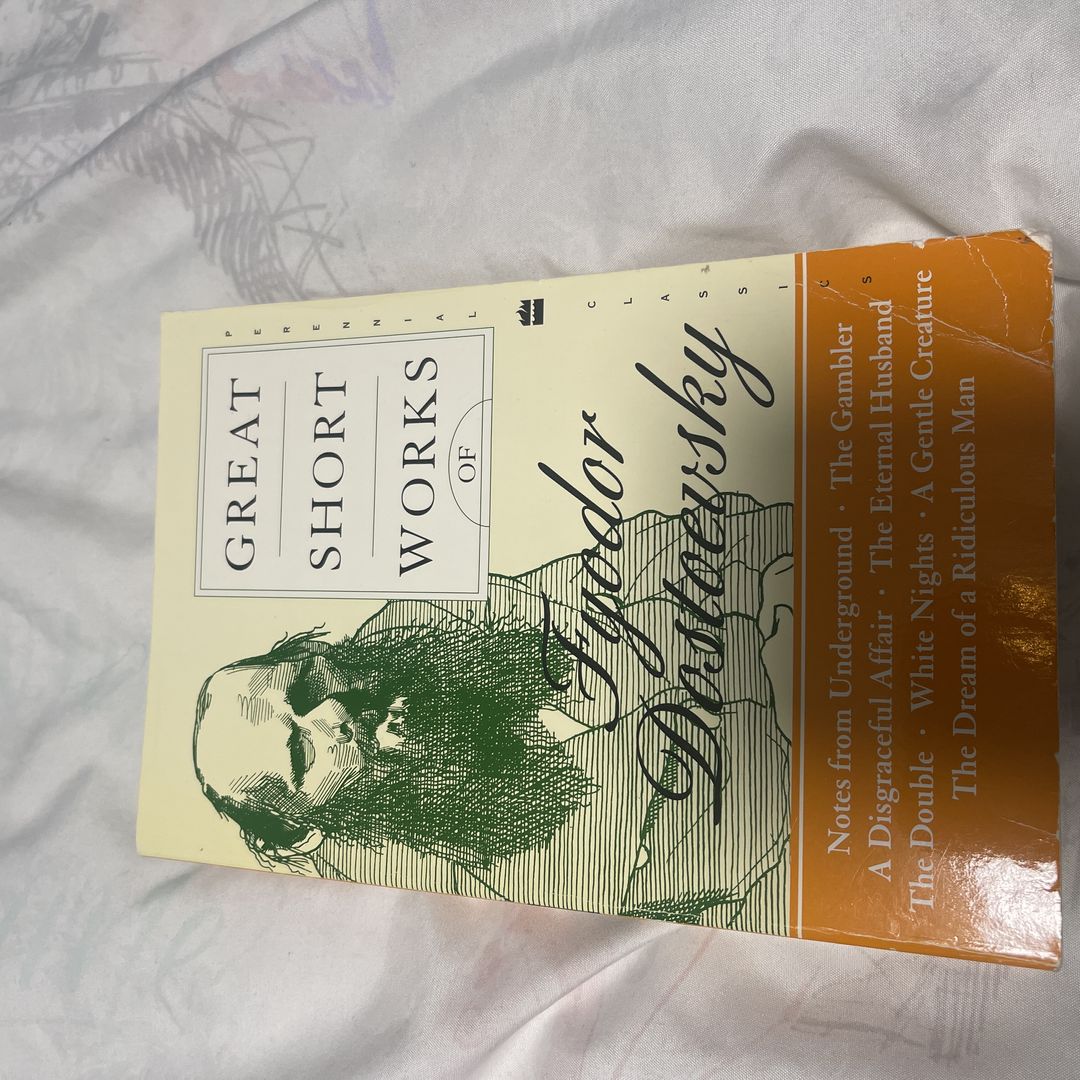 GREAT
SHORT
WORKS
OF
PERENNIAL CLASSICS
Fyodor
Dostoevsky
Notes from Underground · The Gambler
A Disgraceful Affair · The Eternal Husband
The Double · White Nights · A Gentle Creature
The Dream of a Ridiculous Man